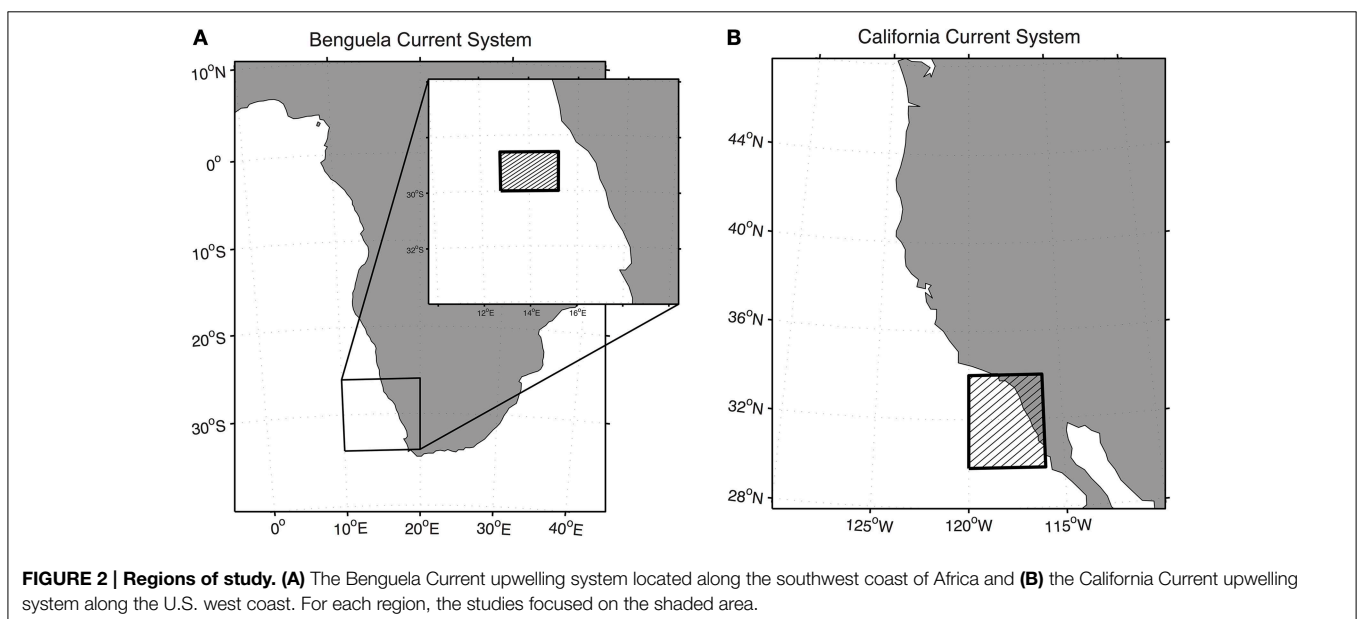 A
Benguela Current System
10°N
0°
10°S
20°S
30°S
0°
10°E
20°E
30°E
40°E
30°S
32°S
12°E
14°E
16°E
B
California Current System
44°N
40°N
36°N
32°N
28°N
125°W
120°W
115°W
FIGURE 2 | Regions of study. (A) The Benguela Current upwelling system located along the southwest coast of Africa and (B) the California Current upwelling
system along the U.S. west coast. For each region, the studies focused on the shaded area.